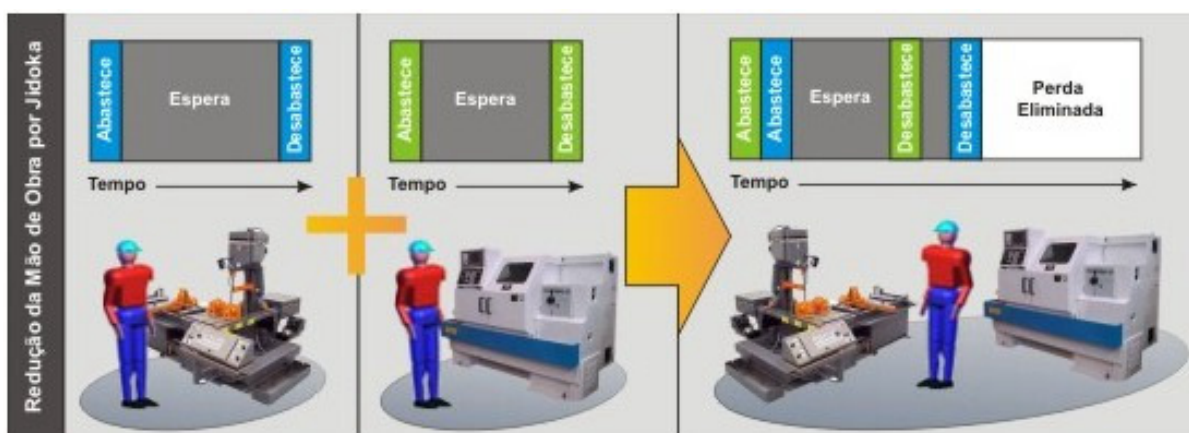 Redução da Mão de Obra por Jidoka
Abastece
Espera
Desabastece
Tempo
Abastece
Espera
Desabastece
Tempo
Abastece
Abastece
Espera
Desabastece
Desabastece
Perda
Eliminada
Tempo